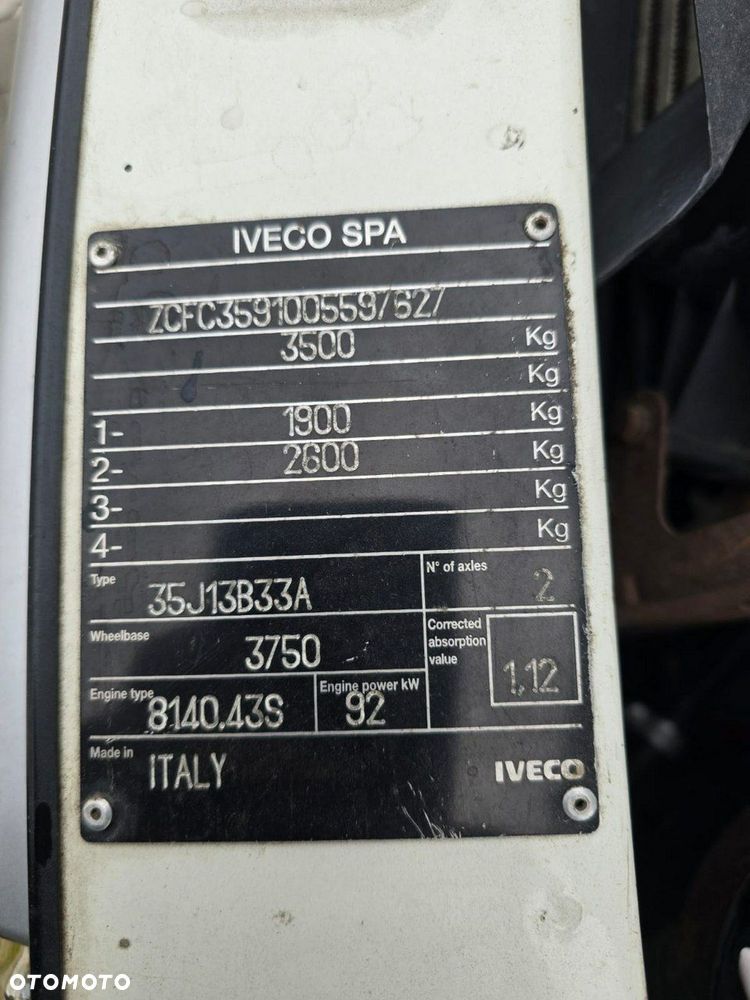 IVECO SPA
ZCFC3591005597627
3500 Kg
Kg
1- 1900 Kg
2- 2600 Kg
3- Kg
4- Kg
Type 35J13B33A N° of axles 2
Wheelbase 3750 Corrected absorption value 1,12
Engine type 8140.43S Engine power kW 92
Made in ITALY IVECO
OTOMOTO